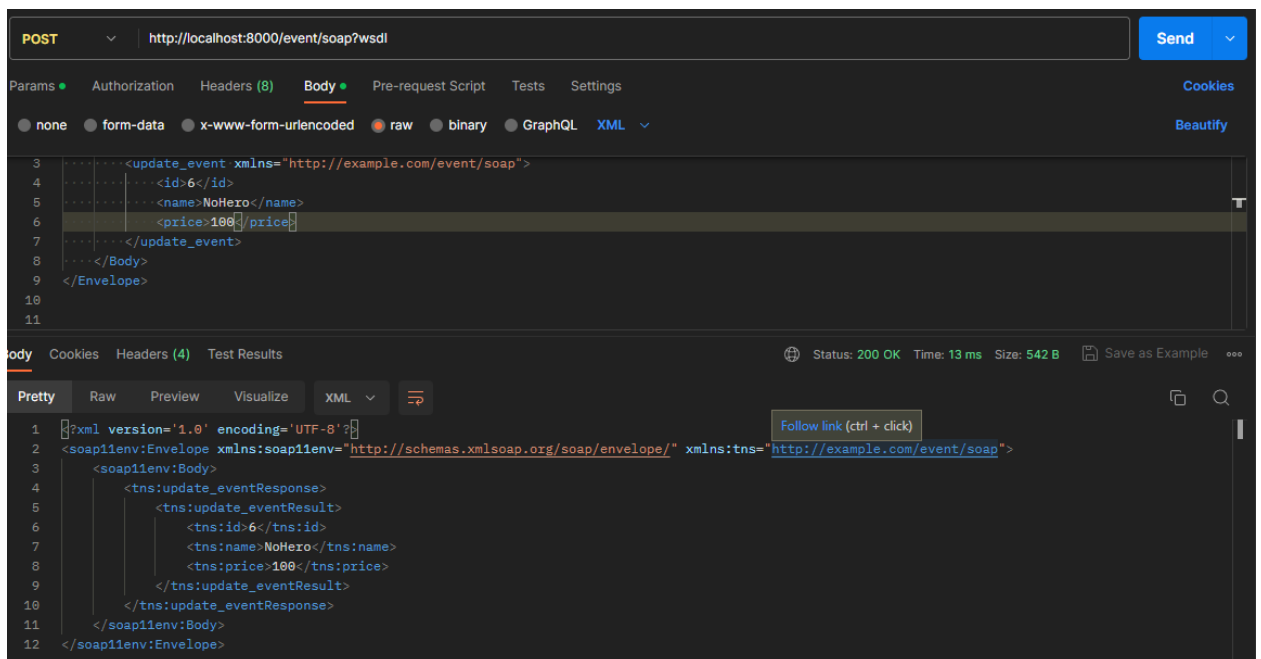 POST http://localhost:8000/event/soap?wsdl Send
Params Authorization Headers (8) Body Pre-request Script Tests Settings Cookies
none form-data x-www-form-urlencoded raw binary GraphQL XML Beautify
3 <update_event xmlns="http://example.com/event/soap">
4 <id>6</id>
5 <name>NoHero</name>
6 <price>100</price>
7 </update_event>
8 </Body>
9 </Envelope>
10
11
Body Cookies Headers (4) Test Results Status: 200 OK Time: 13 ms Size: 542 B Save as Example
Pretty Raw Preview Visualize XML
Follow link (ctrl + click)
1 <?xml version='1.0' encoding='UTF-8'?>
2 <soap11env:Envelope xmlns:soap11env="http://schemas.xmlsoap.org/soap/envelope/" xmlns:tns="http://example.com/event/soap">
3 <soap11env:Body>
4 <tns:update_eventResponse>
5 <tns:update_eventResult>
6 <tns:id>6</tns:id>
7 <tns:name>NoHero</tns:name>
8 <tns:price>100</tns:price>
9 </tns:update_eventResult>
10 </tns:update_eventResponse>
11 </soap11env:Body>
12 </soap11env:Envelope>